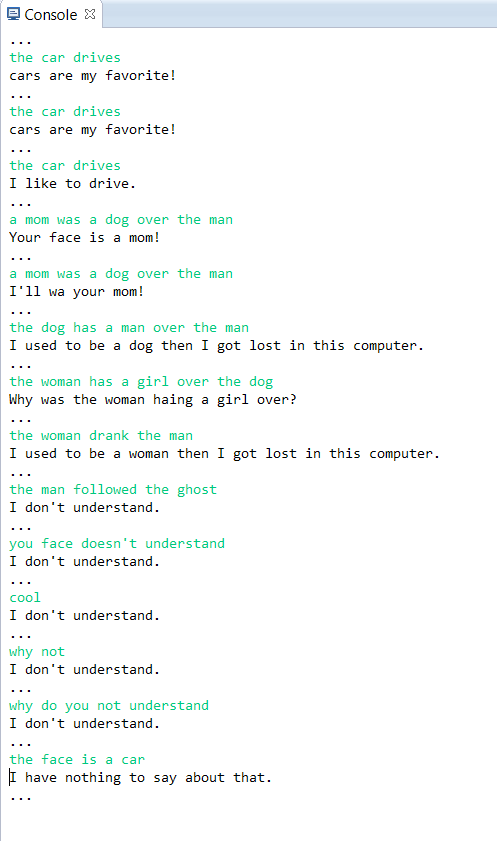 Console
...
the car drives
cars are my favorite!
...
the car drives
cars are my favorite!
...
the car drives
I like to drive.
...
a mom was a dog over the man
Your face is a mom!
...
a mom was a dog over the man
I'll wa your mom!
...
the dog has a man over the man
I used to be a dog then I got lost in this computer.
...
the woman has a girl over the dog
Why was the woman haing a girl over?
...
the woman drank the man
I used to be a woman then I got lost in this computer.
...
the man followed the ghost
I don't understand.
...
you face doesn't understand
I don't understand.
...
cool
I don't understand.
...
why not
I don't understand.
...
why do you not understand
I don't understand.
...
the face is a car
I have nothing to say about that.
...